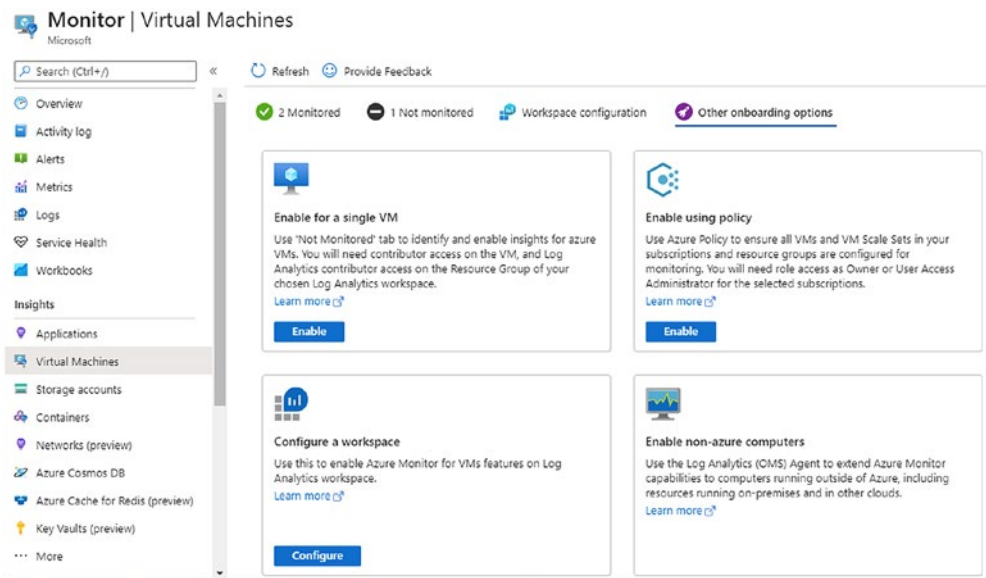 Monitor | Virtual Machines
Microsoft
Search (Ctrl+/)
«
Overview
Activity log
Alerts
Metrics
Logs
Service Health
Workbooks
Insights
Applications
Virtual Machines
Storage accounts
Containers
Networks (preview)
Azure Cosmos DB
Azure Cache for Redis (preview)
Key Vaults (preview)
··· More
Refresh
Provide Feedback
2 Monitored
1 Not monitored
Workspace configuration
Other onboarding options
Enable for a single VM
Use 'Not Monitored' tab to identify and enable insights for azure
VMs. You will need contributor access on the VM, and Log
Analytics contributor access on the Resource Group of your
chosen Log Analytics workspace.
Learn more
Enable
Enable using policy
Use Azure Policy to ensure all VMs and VM Scale Sets in your
subscriptions and resource groups are configured for
monitoring. You will need role access as Owner or User Access
Administrator for the selected subscriptions.
Learn more
Enable
Configure a workspace
Use this to enable Azure Monitor for VMs features on Log
Analytics workspace.
Learn more
Configure
Enable non-azure computers
Use the Log Analytics (OMS) Agent to extend Azure Monitor
capabilities to computers running outside of Azure, including
resources running on-premises and in other clouds.
Learn more